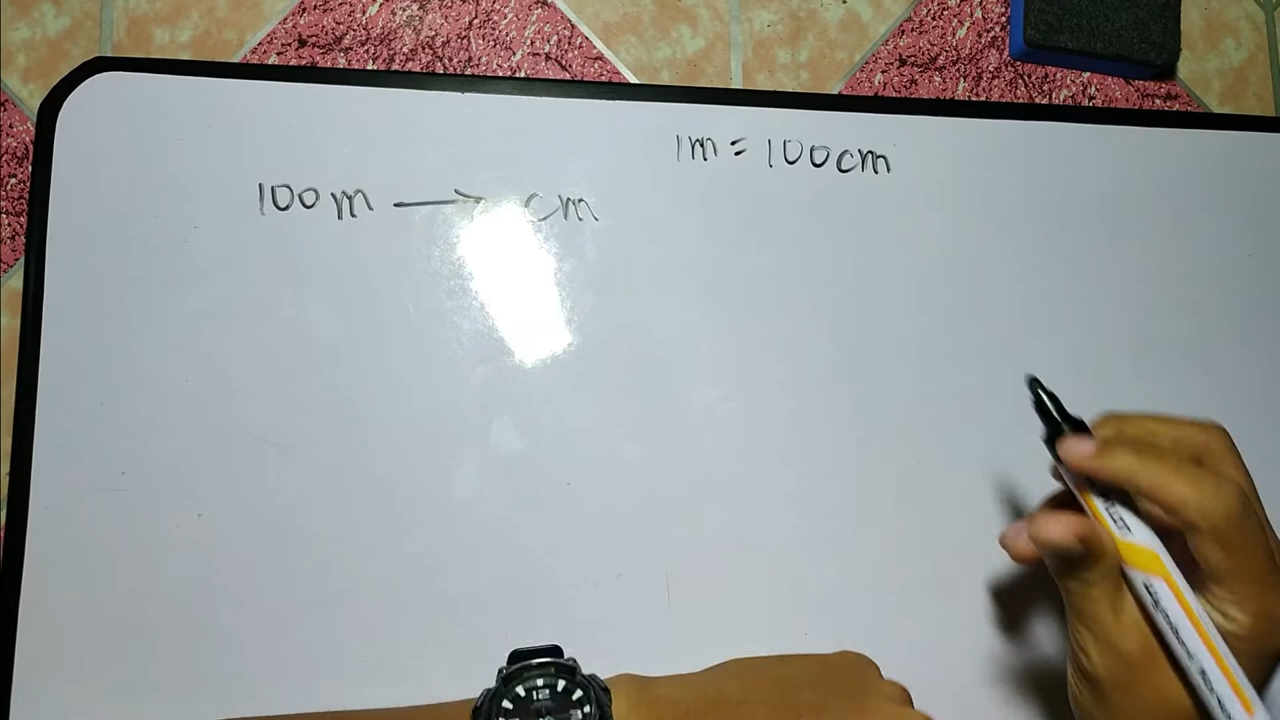 1m = 100cm
100m → cm